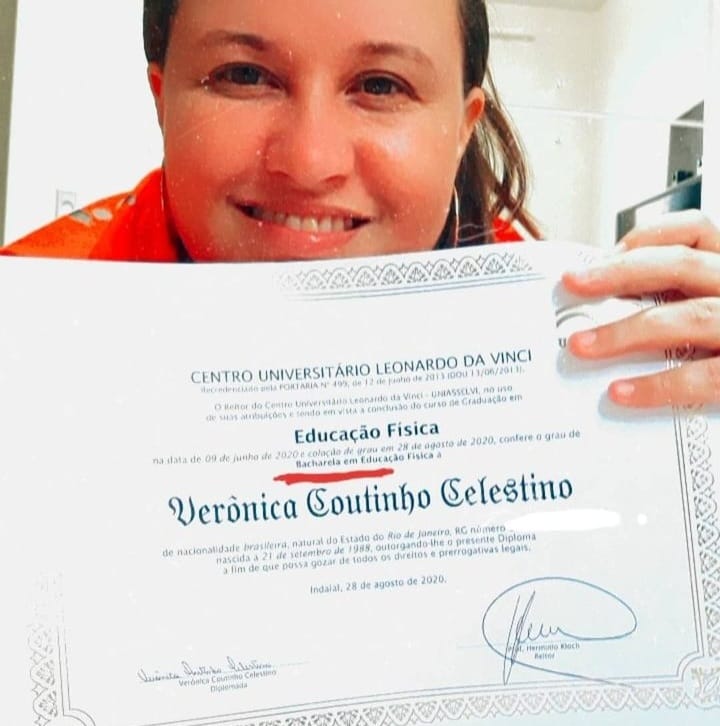 CENTRO UNIVERSITÁRIO LEONARDO DA VINCI
Recredenciado pela PORTARIA Nº 495, de 12 de junho de 2013 (DOU 13/06/2013).
O Reitor do Centro Universitário Leonardo da Vinci - UNIASSELVI, no uso
de suas atribuições e tendo em vista a conclusão do curso de Graduação em
Educação Física
na data de 09 de junho de 2020 e colação de grau em 28 de agosto de 2020, confere o grau de
Bacharela em Educação Física a
Verônica Coutinho Celestino
de nacionalidade brasileira, natural do Estado do Rio de Janeiro, RG número
nascida a 21 de setembro de 1988, outorgando-lhe o presente Diploma
a fim de que possa gozar de todos os direitos e prerrogativas legais.
Indaial, 28 de agosto de 2020.
Prof. Hermínio Kloch
Reitor
Verônica Coutinho Celestino
Diplomada